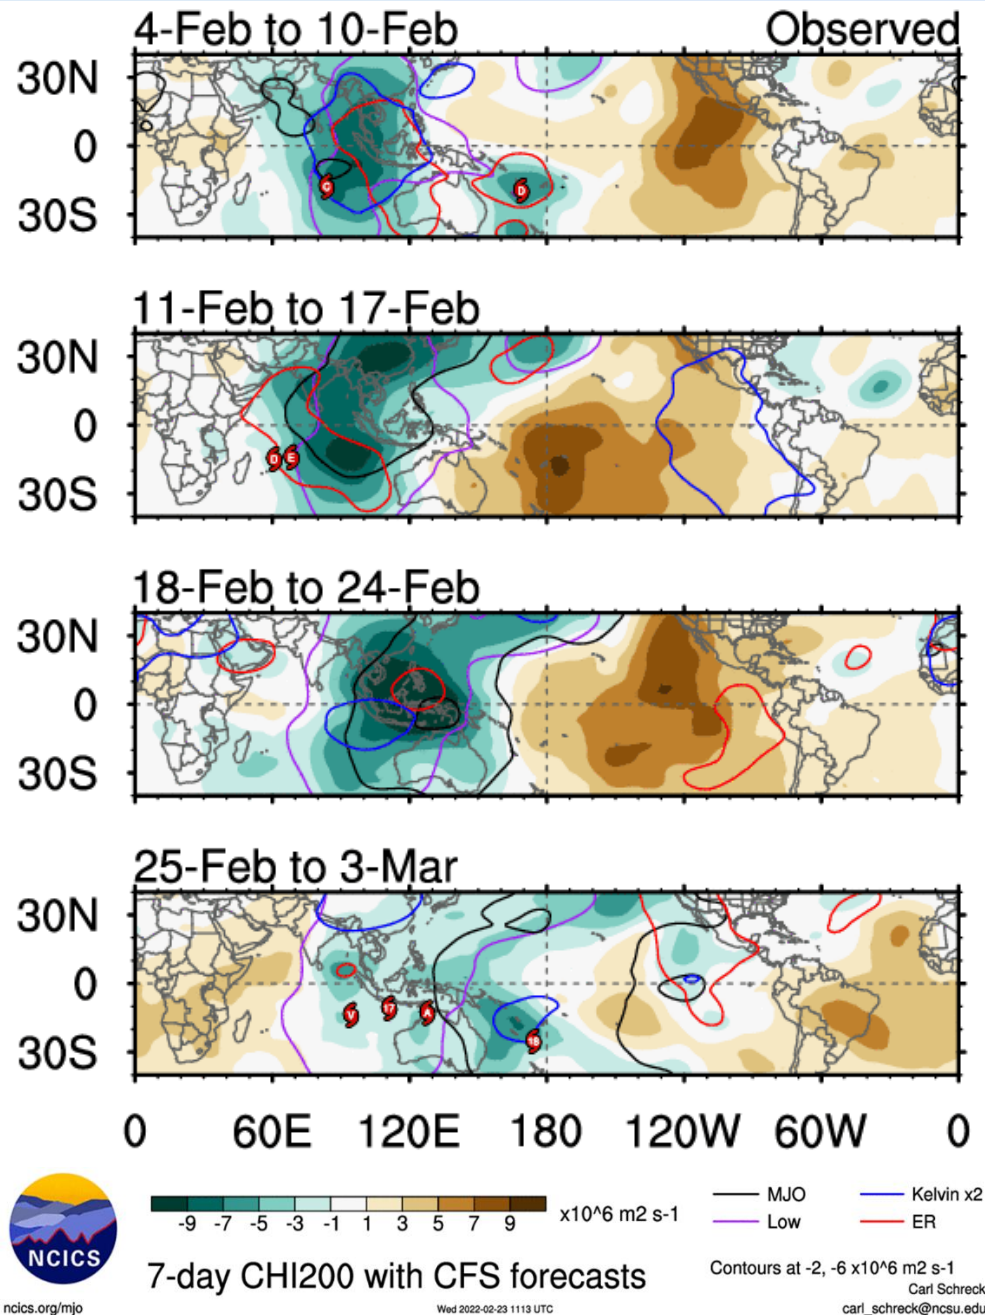 4-Feb to 10-Feb Observed
30N
0
30S
C
D
11-Feb to 17-Feb
30N
0
30S
D E
18-Feb to 24-Feb
30N
0
30S
25-Feb to 3-Mar
30N
0
30S
V 17 A
18
0 60E 120E 180 120W 60W 0
NCICS
-9 -7 -5 -3 -1 1 3 5 7 9 x10^6 m2 s-1
MJO Kelvin x2
Low ER
7-day CHI200 with CFS forecasts
Contours at -2, -6 x10^6 m2 s-1
Carl Schreck
ncics.org/mjo Wed 2022-02-23 1113 UTC carl_schreck@ncsu.edu